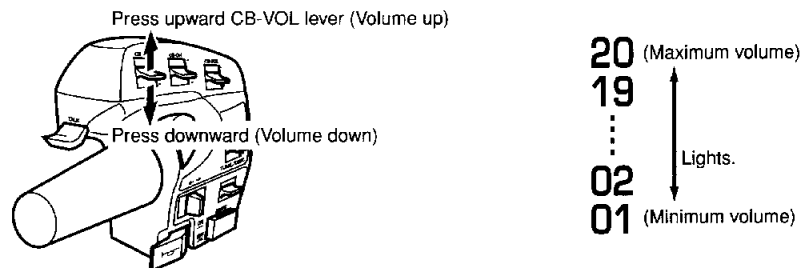 Press upward CB-VOL lever (Volume up)
Press downward (Volume down)
20 (Maximum volume)
19
Lights.
02
01 (Minimum volume)